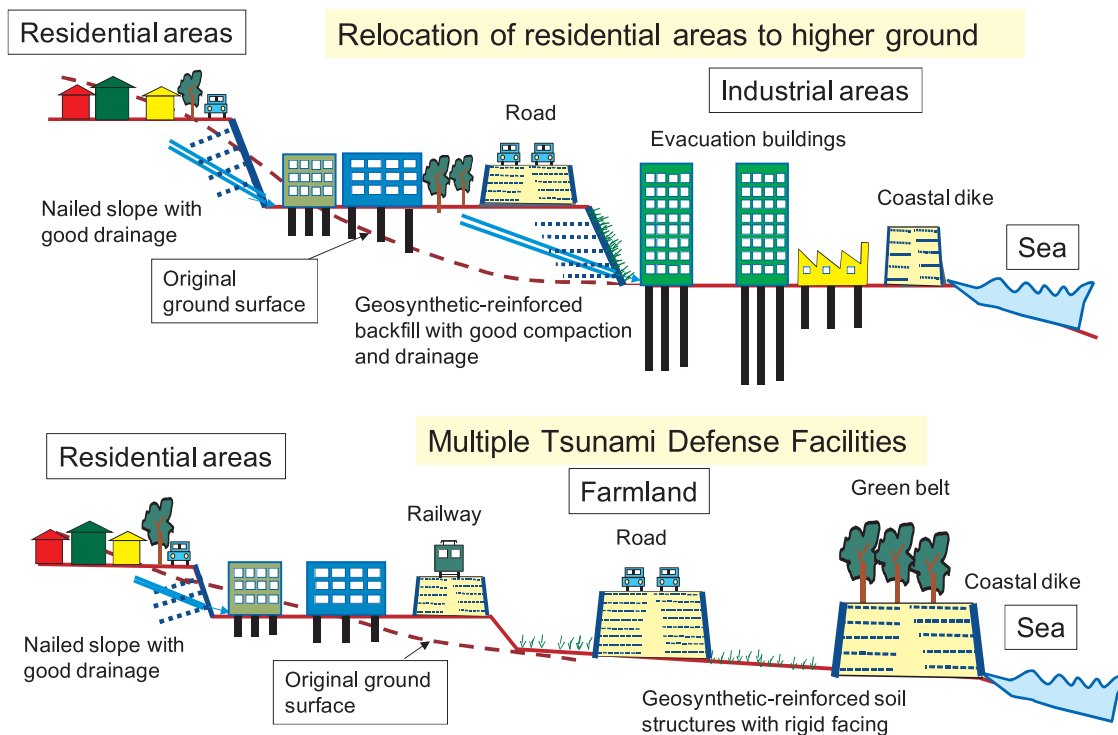 Residential areas
Relocation of residential areas to higher ground
Industrial areas
Road
Evacuation buildings
Coastal dike
Sea
Nailed slope with
good drainage
Original
ground surface
Geosynthetic-reinforced
backfill with good compaction
and drainage
Multiple Tsunami Defense Facilities
Residential areas
Farmland
Green belt
Railway
Road
Coastal dike
Sea
Nailed slope with
good drainage
Original ground
surface
Geosynthetic-reinforced soil
structures with rigid facing